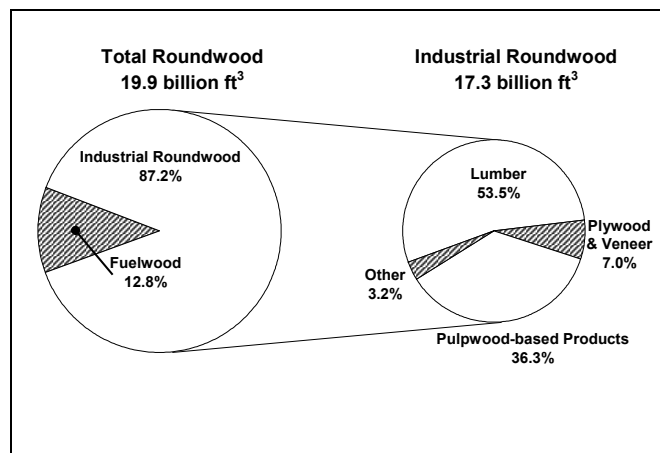 Total Roundwood
19.9 billion ft³
Industrial Roundwood
87.2%
Fuelwood
12.8%
Industrial Roundwood
17.3 billion ft³
Lumber
53.5%
Plywood
& Veneer
7.0%
Other
3.2%
Pulpwood-based Products
36.3%